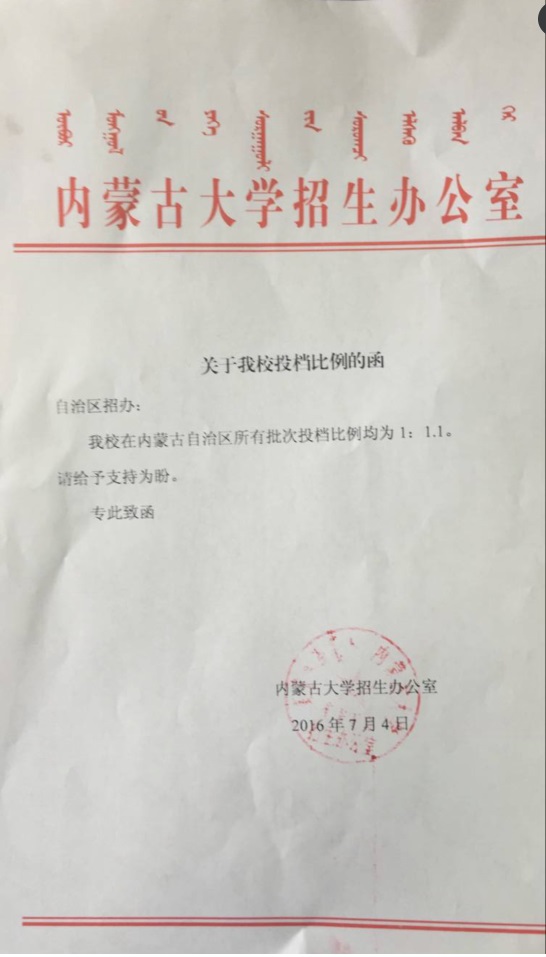 内蒙古大学招生办公室
关于我校投档比例的函
自治区招办：
我校在内蒙古自治区所有批次投档比例均为 1：1.1。
请给予支持为盼。
专此致函
内蒙古大学招生办公室
2016 年 7 月 4 日